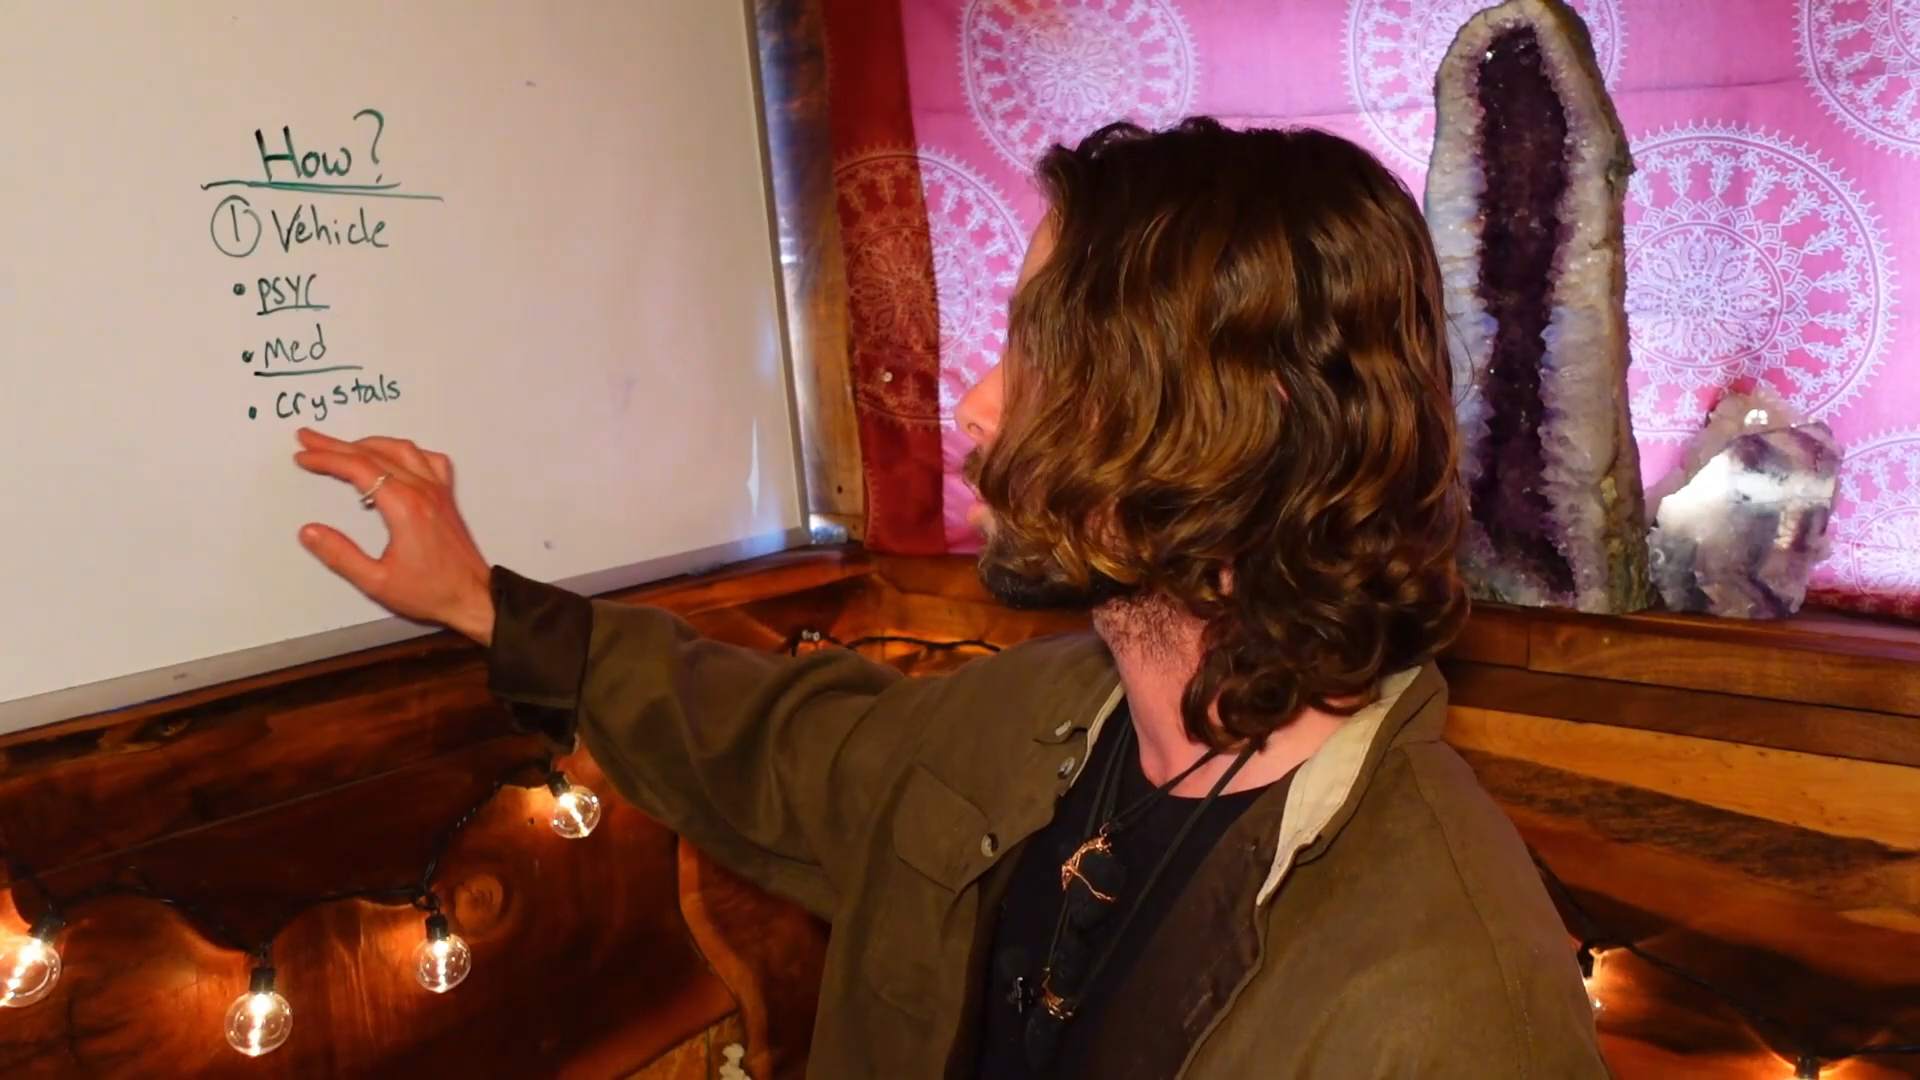 How?
① Vehicle
• psyc
• Med
• crystals